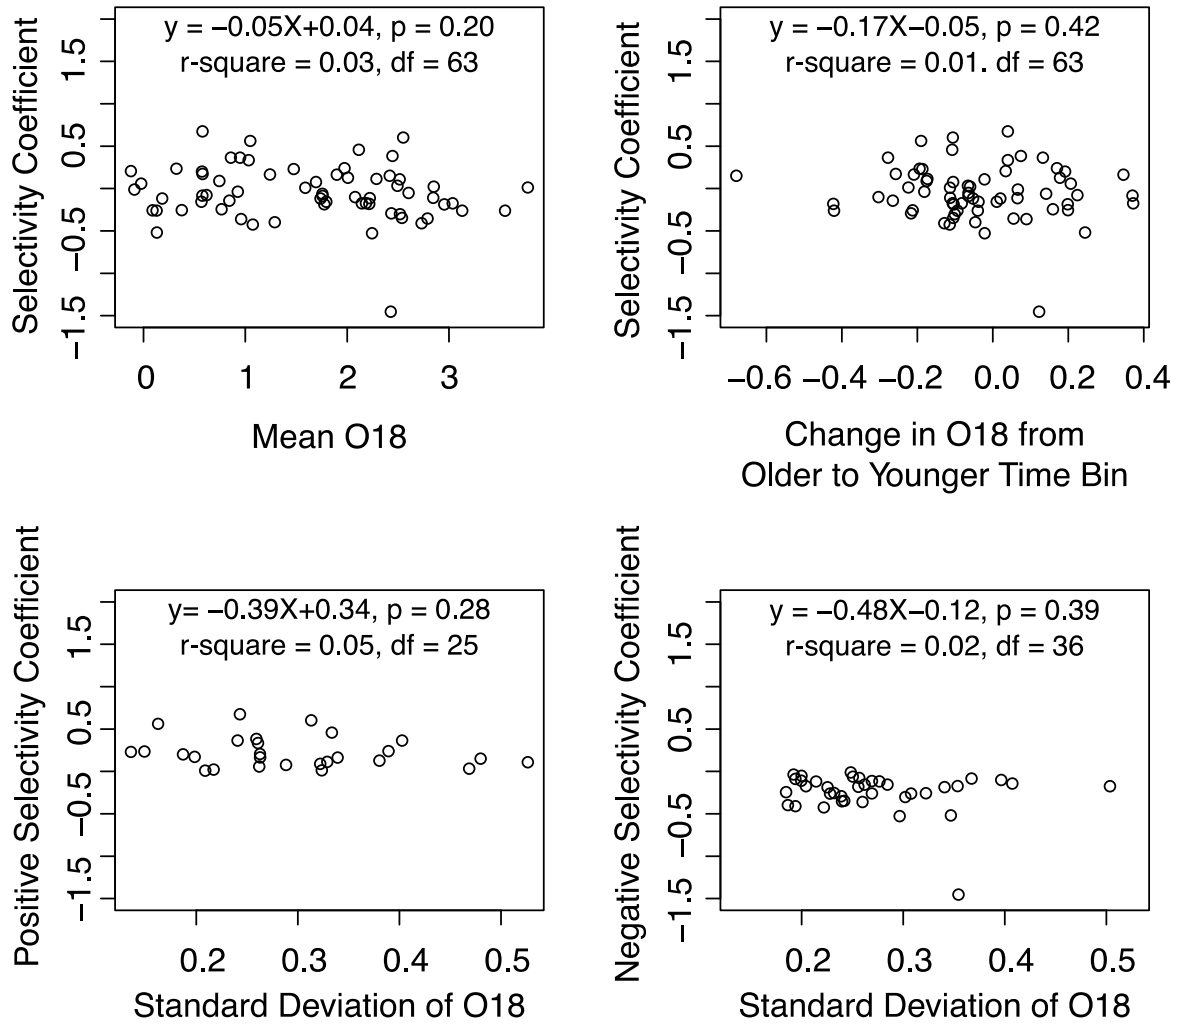 y = −0.05X+0.04, p = 0.20
r-square = 0.03, df = 63
Selectivity Coefficient
1.5
0.5
−0.5
−1.5
0 1 2 3
Mean O18
y = −0.17X−0.05, p = 0.42
r-square = 0.01. df = 63
Selectivity Coefficient
1.5
0.5
−0.5
−1.5
−0.6 −0.4 −0.2 0.0 0.2 0.4
Change in O18 from
Older to Younger Time Bin
y= −0.39X+0.34, p = 0.28
r-square = 0.05, df = 25
Positive Selectivity Coefficient
1.5
0.5
−0.5
−1.5
0.2 0.3 0.4 0.5
Standard Deviation of O18
y = −0.48X−0.12, p = 0.39
r-square = 0.02, df = 36
Negative Selectivity Coefficient
1.5
0.5
−0.5
−1.5
0.2 0.3 0.4 0.5
Standard Deviation of O18